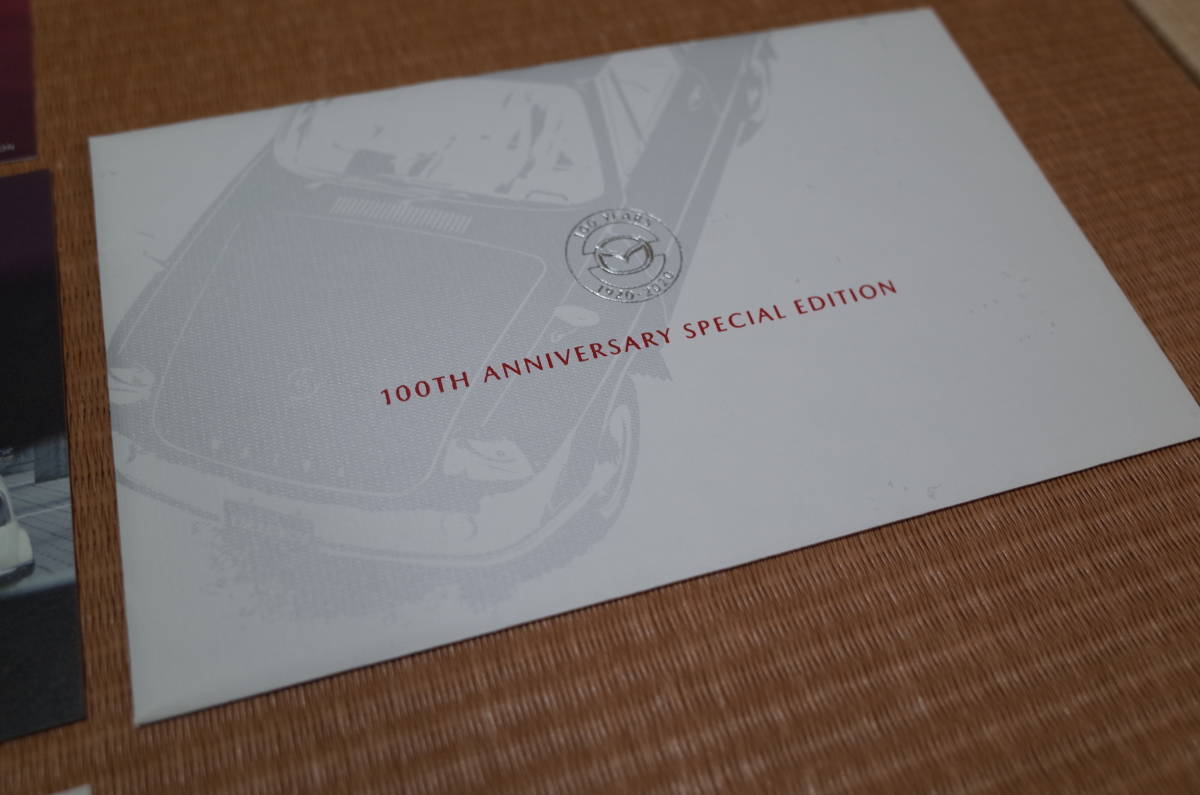 100 YEARS
1920-2020
100TH ANNIVERSARY SPECIAL EDITION